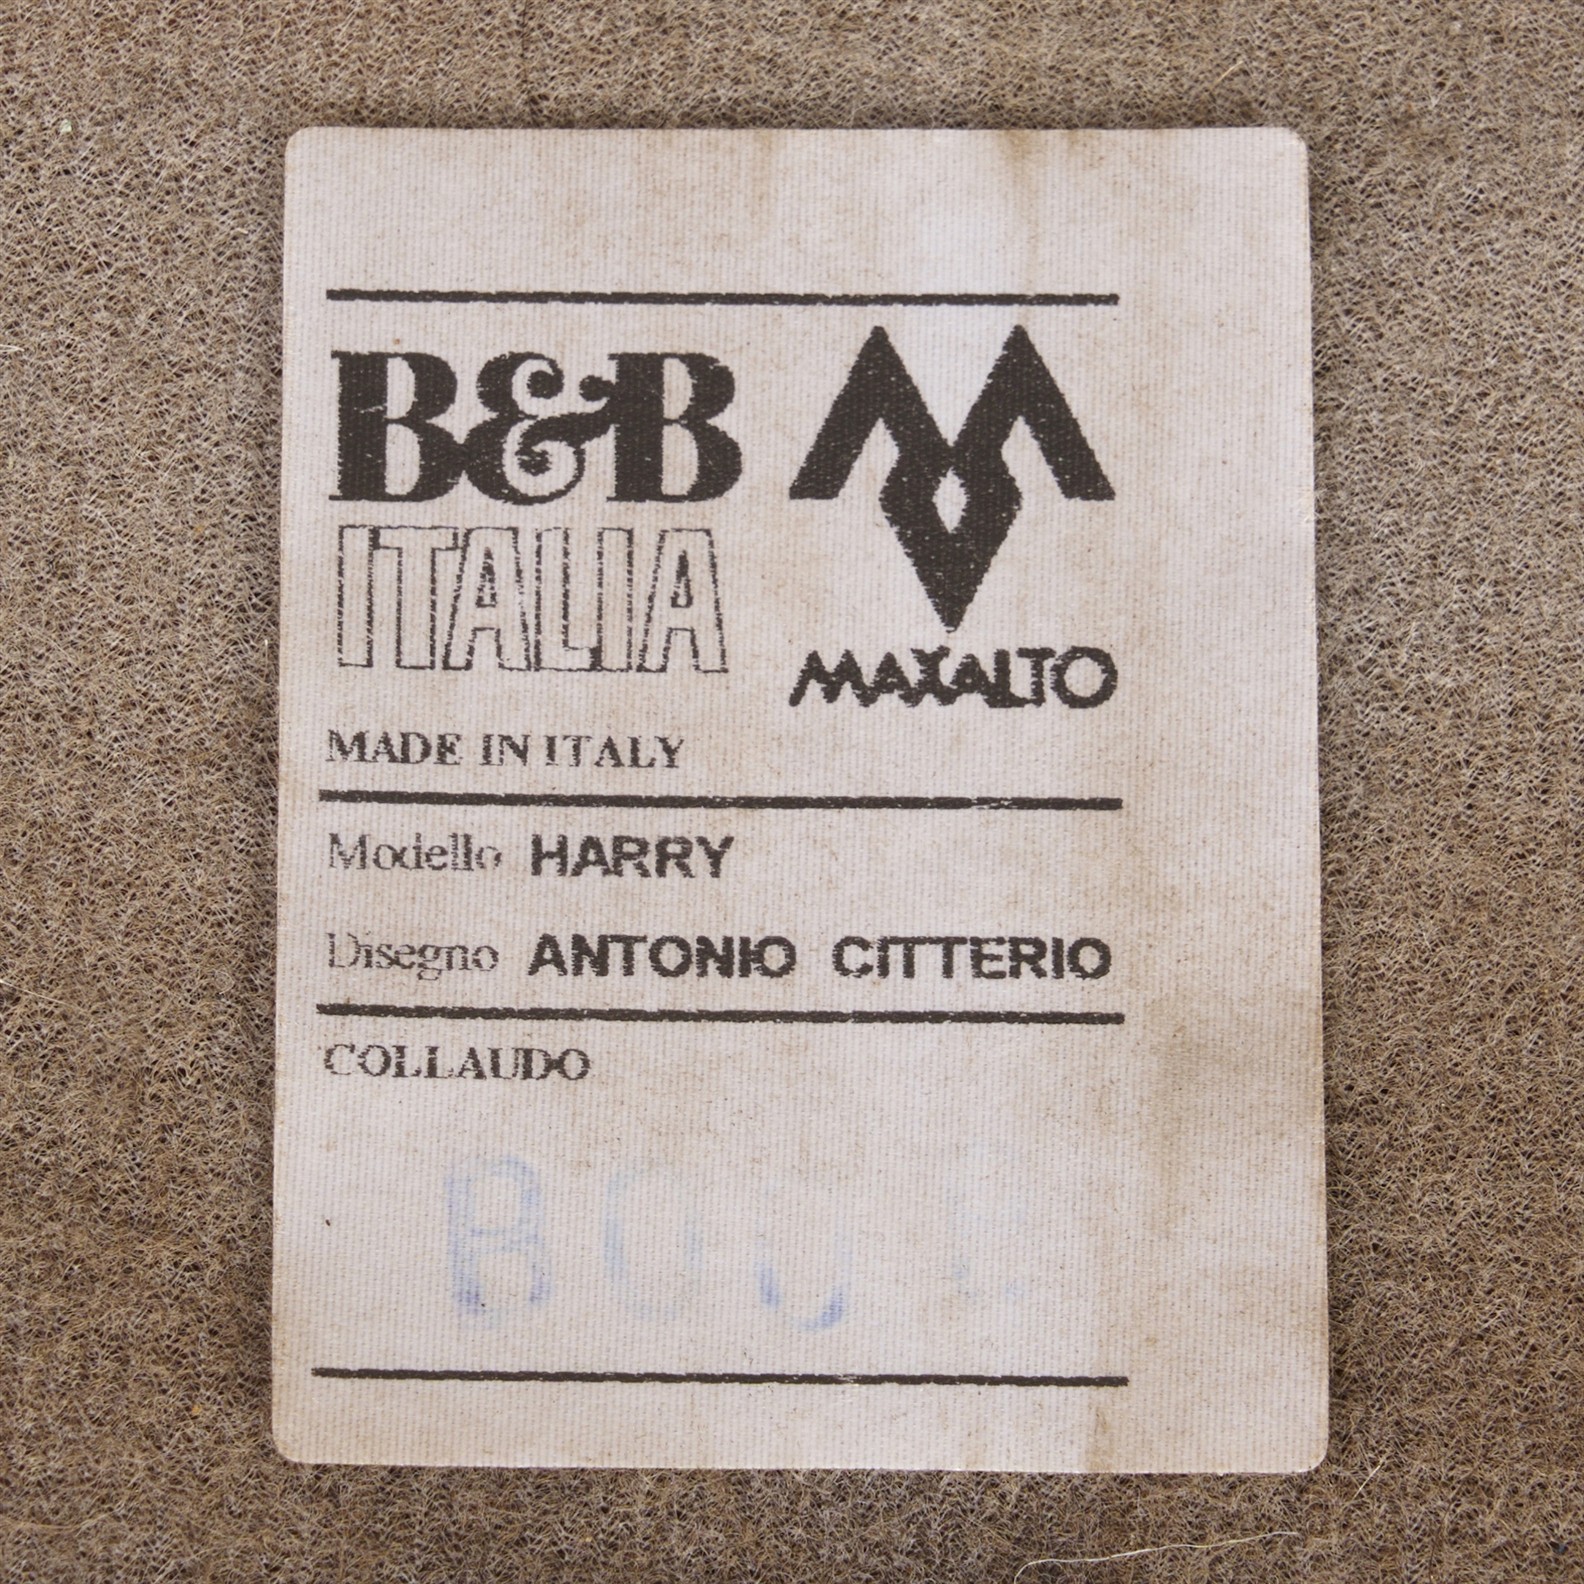 B&B
ITALIA
MAXALTO
MADE IN ITALY
Modello HARRY
Disegno ANTONIO CITTERIO
COLLAUDO